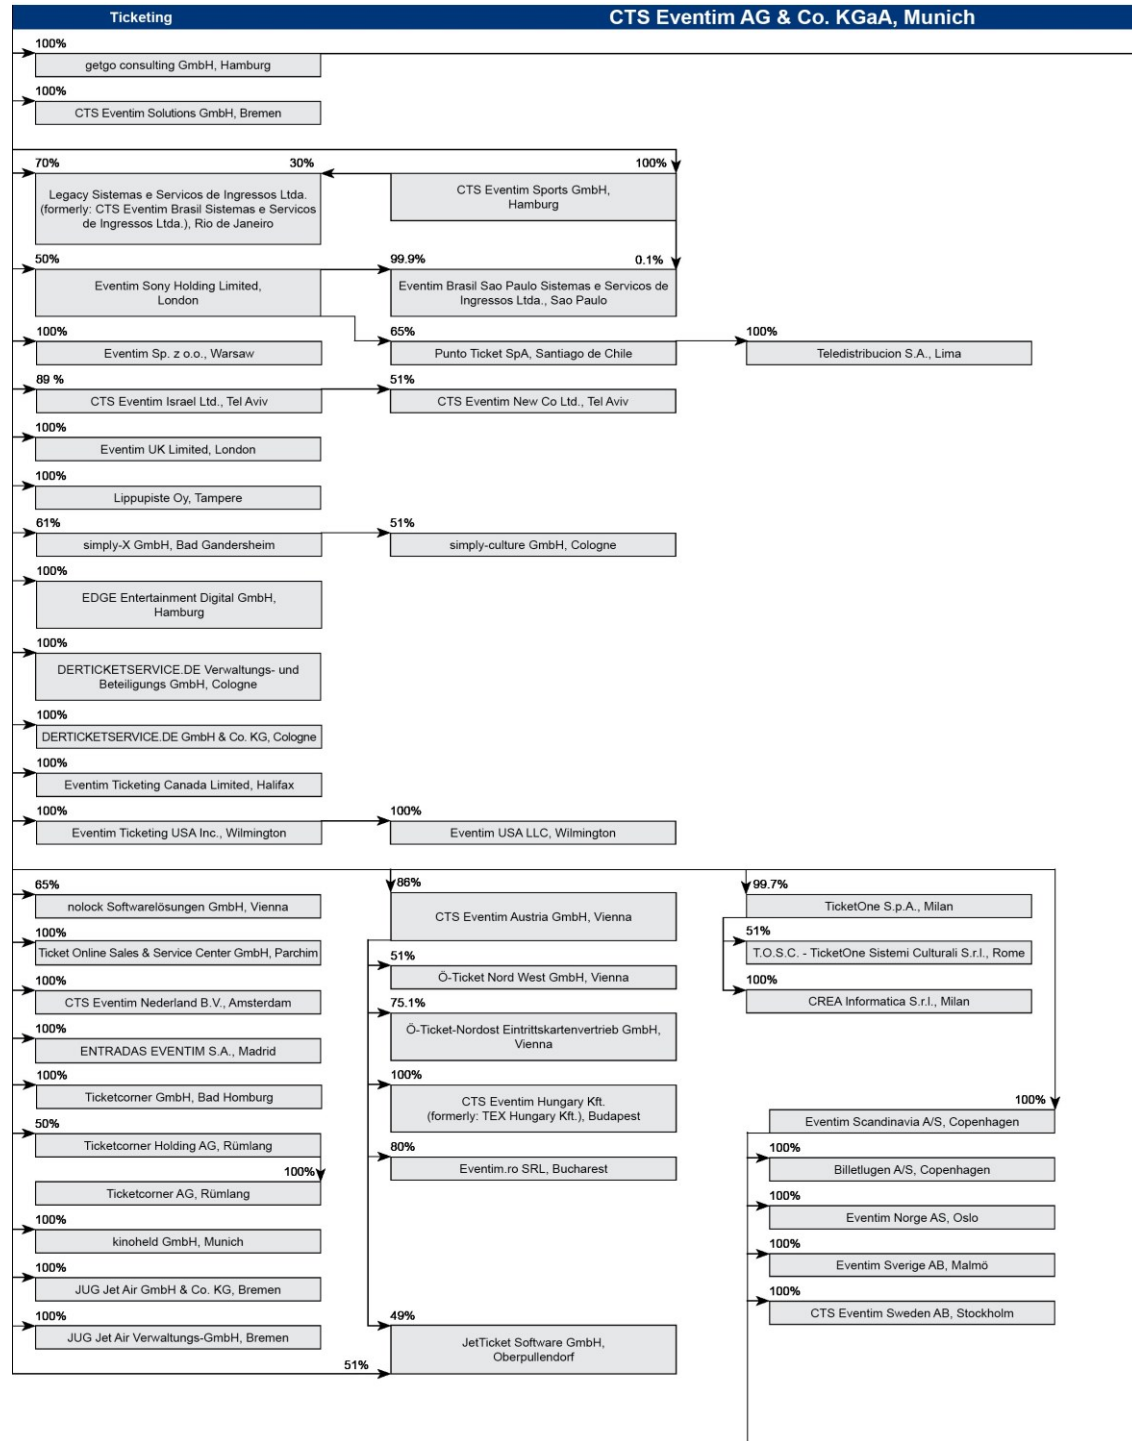 Ticketing
CTS Eventim AG & Co. KGaA, Munich
100%
getgo consulting GmbH, Hamburg
100%
CTS Eventim Solutions GmbH, Bremen
70%
30%
100%
Legacy Sistemas e Servicos de Ingressos Ltda.
(formerly: CTS Eventim Brasil Sistemas e Servicos
de Ingressos Ltda.), Rio de Janeiro
CTS Eventim Sports GmbH,
Hamburg
50%
99.9%
0.1%
Eventim Sony Holding Limited,
London
Eventim Brasil Sao Paulo Sistemas e Servicos de
Ingressos Ltda., Sao Paulo
100%
65%
100%
Eventim Sp. z o.o., Warsaw
Punto Ticket SpA, Santiago de Chile
Teledistribucion S.A., Lima
89 %
51%
CTS Eventim Israel Ltd., Tel Aviv
CTS Eventim New Co Ltd., Tel Aviv
100%
Eventim UK Limited, London
100%
Lippupiste Oy, Tampere
61%
51%
simply-X GmbH, Bad Gandersheim
simply-culture GmbH, Cologne
100%
EDGE Entertainment Digital GmbH,
Hamburg
100%
DERTICKETSERVICE.DE Verwaltungs- und
Beteiligungs GmbH, Cologne
100%
DERTICKETSERVICE.DE GmbH & Co. KG, Cologne
100%
Eventim Ticketing Canada Limited, Halifax
100%
100%
Eventim Ticketing USA Inc., Wilmington
Eventim USA LLC, Wilmington
65%
nolock Softwarelösungen GmbH, Vienna
100%
Ticket Online Sales & Service Center GmbH, Parchim
100%
CTS Eventim Nederland B.V., Amsterdam
100%
ENTRADAS EVENTIM S.A., Madrid
100%
Ticketcorner GmbH, Bad Homburg
50%
Ticketcorner Holding AG, Rümlang
100%
Ticketcorner AG, Rümlang
100%
kinoheld GmbH, Munich
100%
JUG Jet Air GmbH & Co. KG, Bremen
100%
JUG Jet Air Verwaltungs-GmbH, Bremen
86%
CTS Eventim Austria GmbH, Vienna
51%
Ö-Ticket Nord West GmbH, Vienna
75.1%
Ö-Ticket-Nordost Eintrittskartenvertrieb GmbH,
Vienna
100%
CTS Eventim Hungary Kft.
(formerly: TEX Hungary Kft.), Budapest
80%
Eventim.ro SRL, Bucharest
49%
JetTicket Software GmbH,
Oberpullendorf
51%
99.7%
TicketOne S.p.A., Milan
51%
T.O.S.C. - TicketOne Sistemi Culturali S.r.l., Rome
100%
CREA Informatica S.r.l., Milan
100%
Eventim Scandinavia A/S, Copenhagen
100%
Billetlugen A/S, Copenhagen
100%
Eventim Norge AS, Oslo
100%
Eventim Sverige AB, Malmö
100%
CTS Eventim Sweden AB, Stockholm